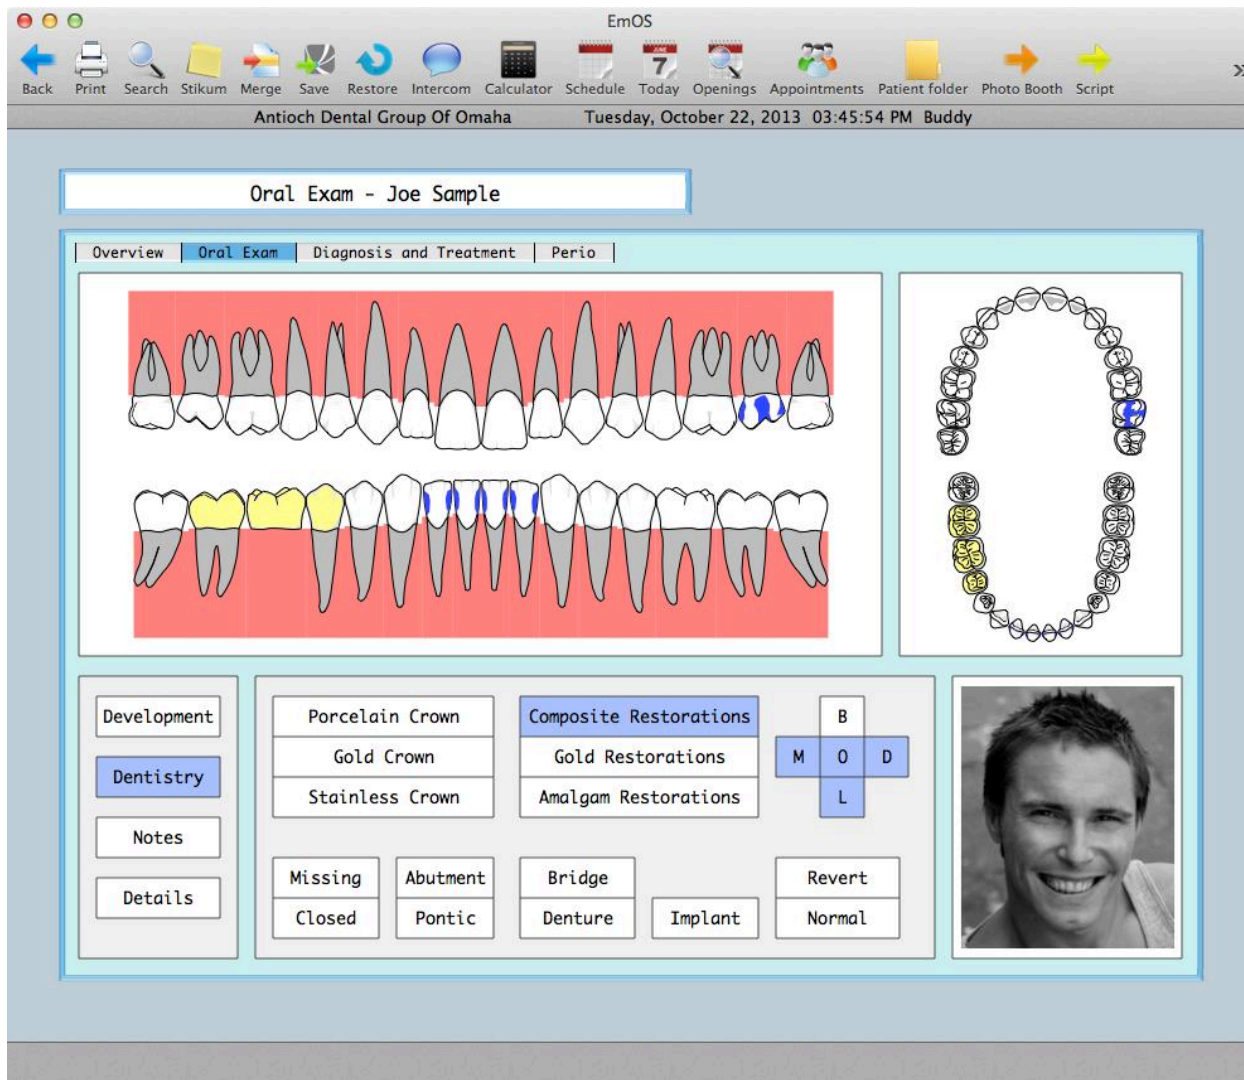 EmOS
Back Print Search Stikum Merge Save Restore Intercom Calculator Schedule JUNE 7 Today Openings Appointments Patient folder Photo Booth Script »
Antioch Dental Group Of Omaha Tuesday, October 22, 2013 03:45:54 PM Buddy
Oral Exam - Joe Sample
Overview Oral Exam Diagnosis and Treatment Perio
Development Porcelain Crown Composite Restorations B
Dentistry Gold Crown Gold Restorations M O D
Stainless Crown Amalgam Restorations L
Notes
Missing Abutment Bridge Revert
Details Closed Pontic Denture Implant Normal